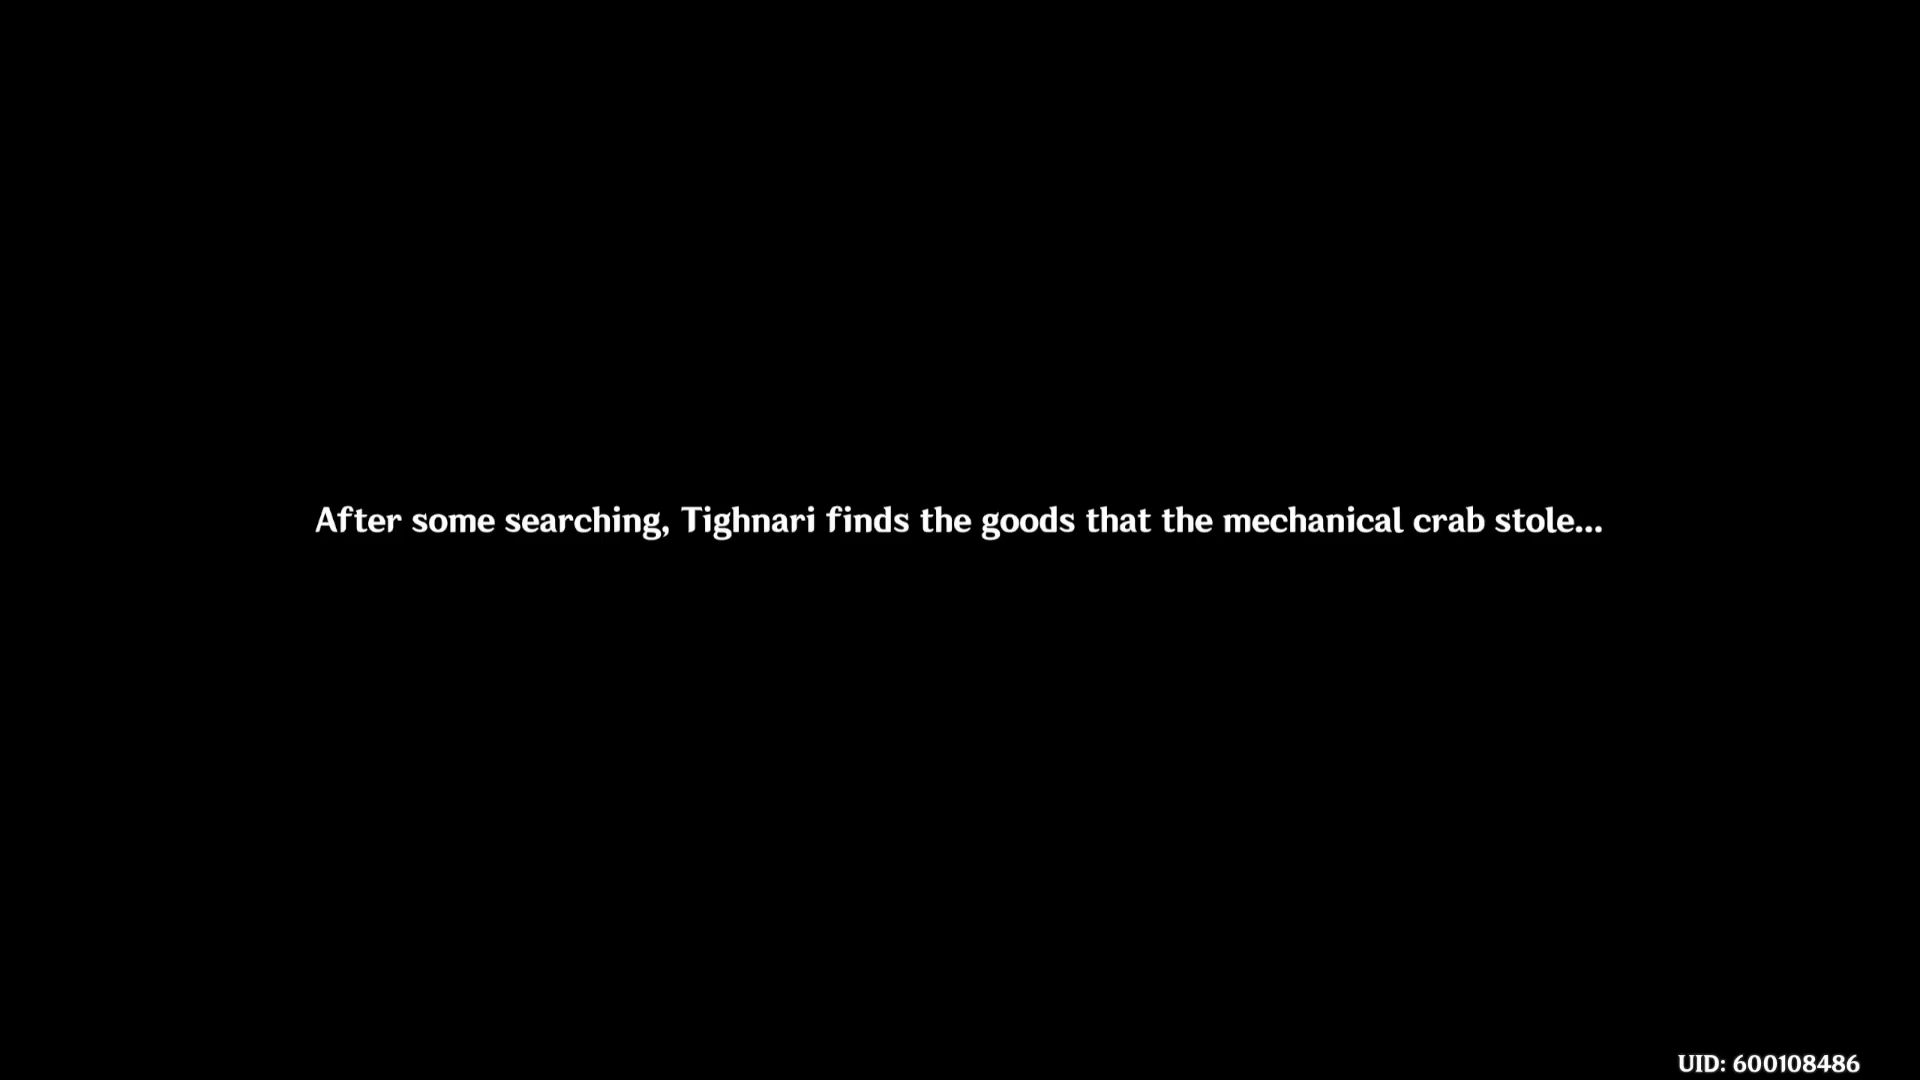 After some searching, Tighnari finds the goods that the mechanical crab stole...
UID: 600108486